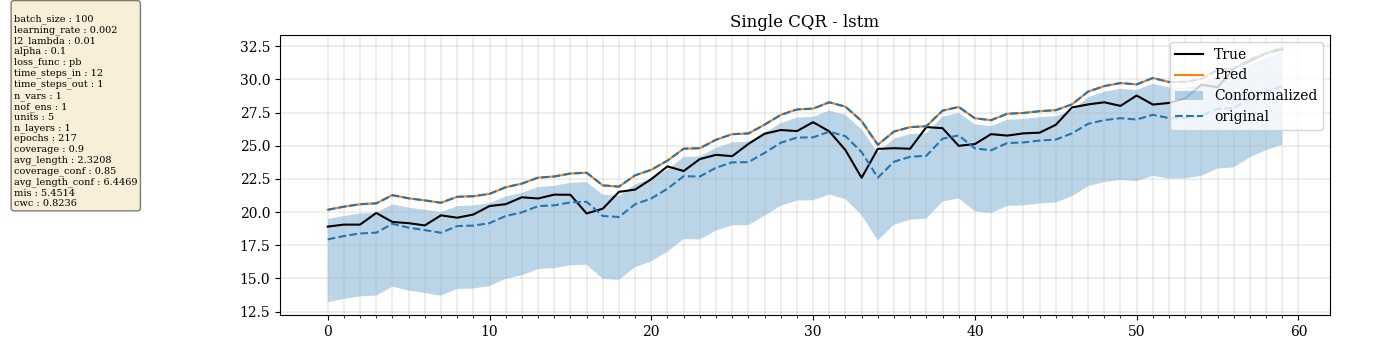 batch_size : 100
learning_rate : 0.002
l2_lambda : 0.01
alpha : 0.1
loss_func : pb
time_steps_in : 12
time_steps_out : 1
n_vars : 1
nof_ens : 1
units : 5
n_layers : 1
epochs : 217
coverage : 0.9
avg_length : 2.3208
coverage_conf : 0.85
avg_length_conf : 6.4469
mis : 5.4514
cwc : 0.8236
Single CQR - lstm
32.5
30.0
27.5
25.0
22.5
20.0
17.5
15.0
12.5
0 10 20 30 40 50 60
True
Pred
Conformalized
original